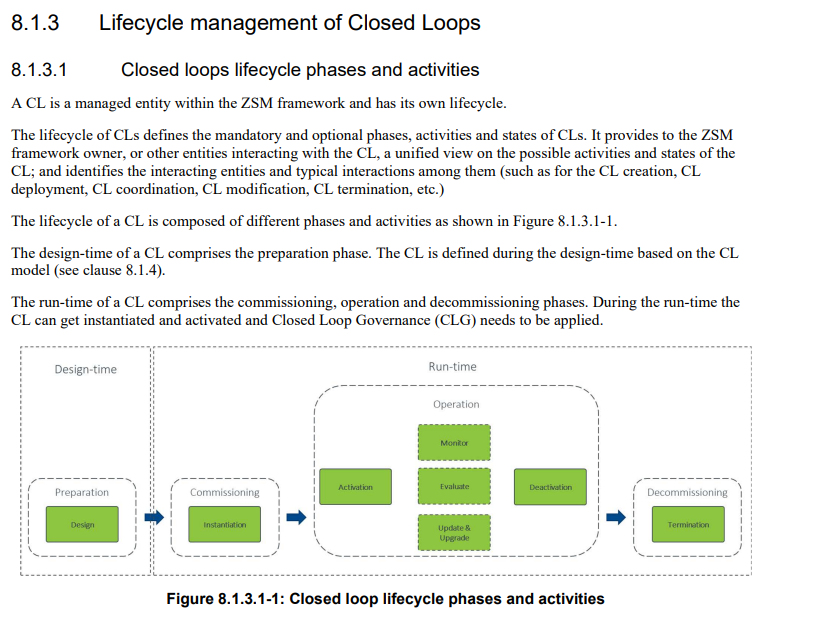 8.1.3 Lifecycle management of Closed Loops
8.1.3.1 Closed loops lifecycle phases and activities
A CL is a managed entity within the ZSM framework and has its own lifecycle.
The lifecycle of CLs defines the mandatory and optional phases, activities and states of CLs. It provides to the ZSM
framework owner, or other entities interacting with the CL, a unified view on the possible activities and states of the
CL; and identifies the interacting entities and typical interactions among them (such as for the CL creation, CL
deployment, CL coordination, CL modification, CL termination, etc.)
The lifecycle of a CL is composed of different phases and activities as shown in Figure 8.1.3.1-1.
The design-time of a CL comprises the preparation phase. The CL is defined during the design-time based on the CL
model (see clause 8.1.4).
The run-time of a CL comprises the commissioning, operation and decommissioning phases. During the run-time the
CL can get instantiated and activated and Closed Loop Governance (CLG) needs to be applied.
Design-time
Run-time
Preparation
Design
Commissioning
Instantiation
Operation
Activation
Monitor
Evaluate
Update &
Upgrade
Deactivation
Decommissioning
Termination
Figure 8.1.3.1-1: Closed loop lifecycle phases and activities